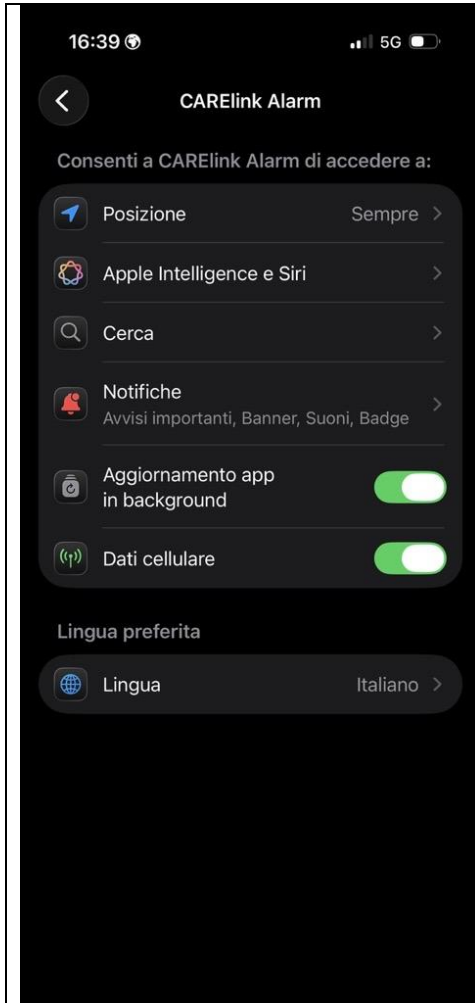 16:39 5G
CARElink Alarm
Consenti a CARElink Alarm di accedere a:
Posizione Sempre
Apple Intelligence e Siri
Cerca
Notifiche
Avvisi importanti, Banner, Suoni, Badge
Aggiornamento app
in background
Dati cellulare
Lingua preferita
Lingua Italiano